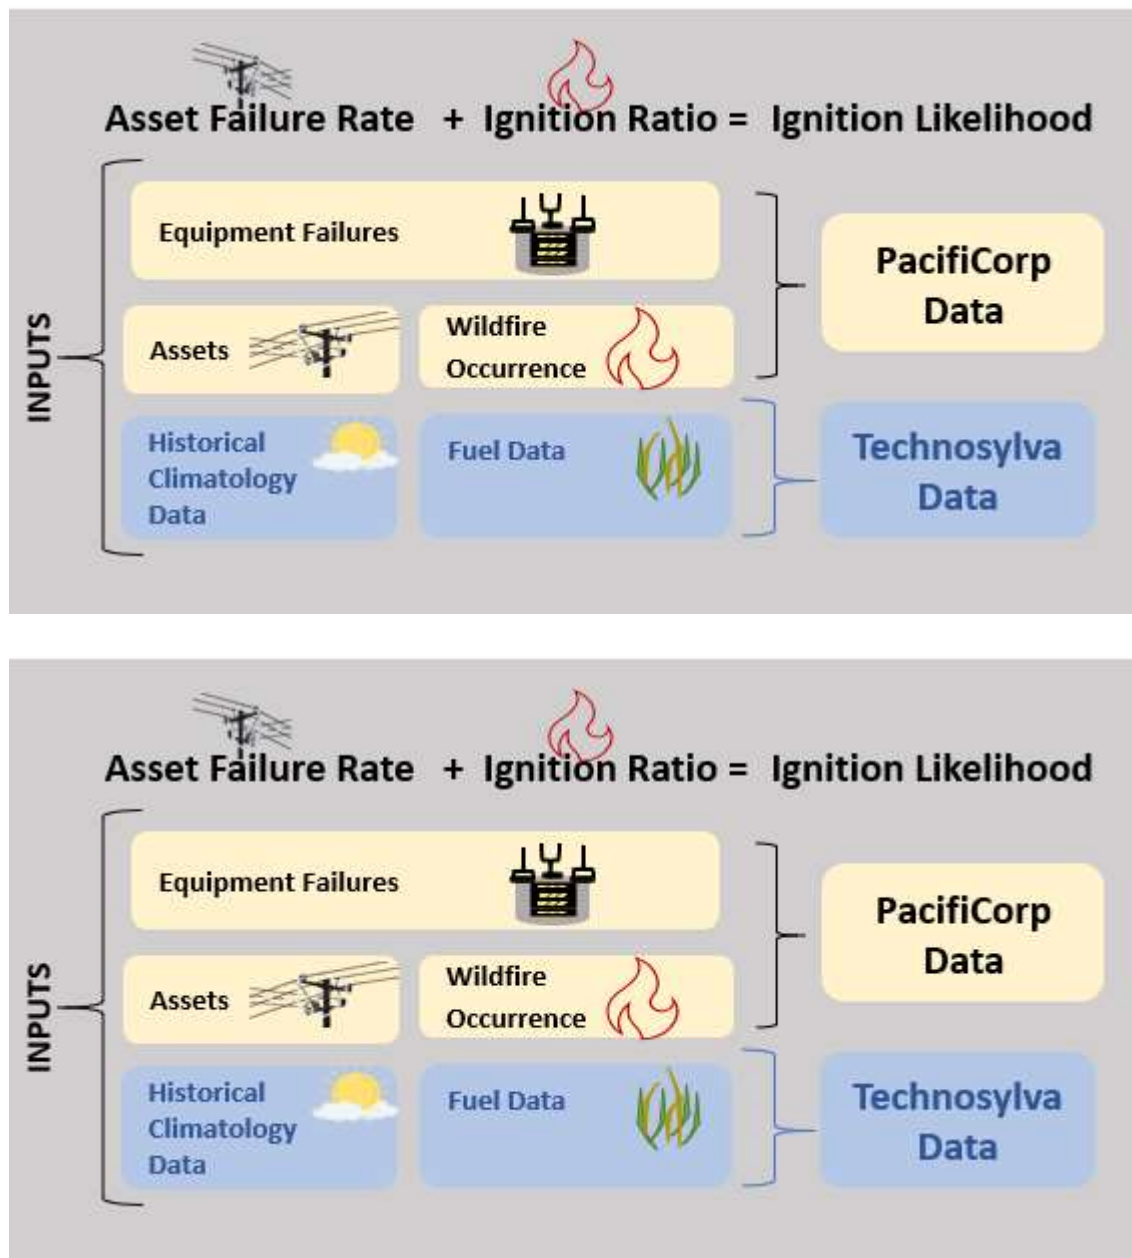 Asset Failure Rate + Ignition Ratio = Ignition Likelihood
INPUTS
Equipment Failures
Assets
Wildfire
Occurrence
Historical
Climatology
Data
Fuel Data
PacifiCorp
Data
Technosylva
Data
Asset Failure Rate + Ignition Ratio = Ignition Likelihood
INPUTS
Equipment Failures
Assets
Wildfire
Occurrence
Historical
Climatology
Data
Fuel Data
PacifiCorp
Data
Technosylva
Data